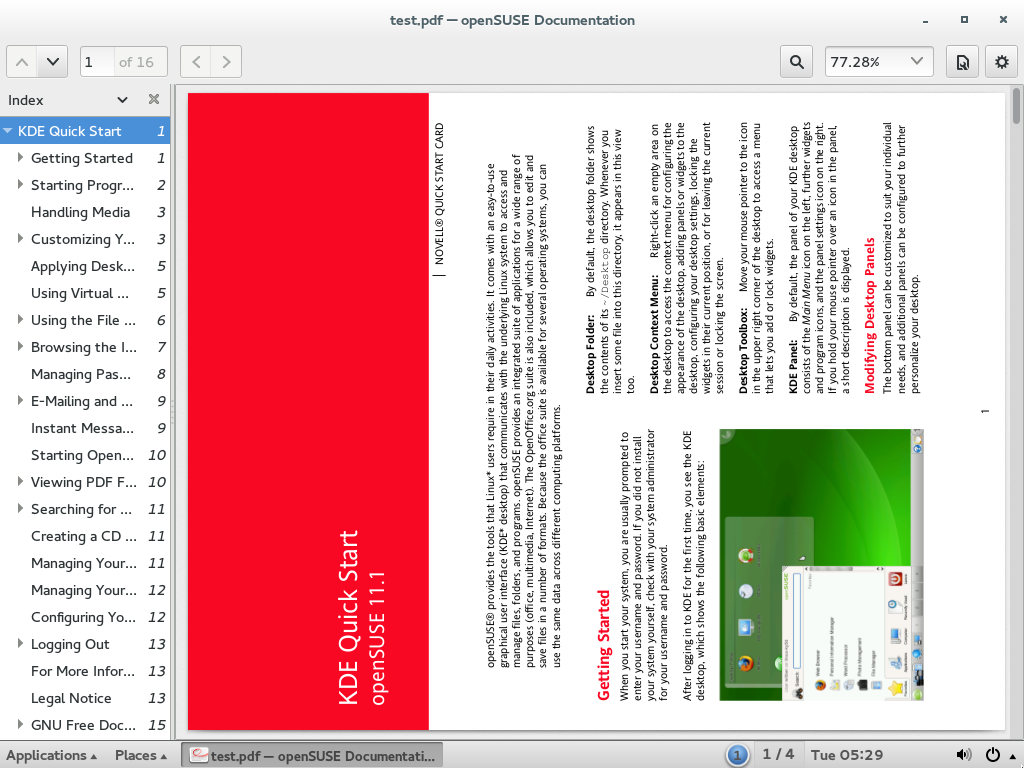 test.pdf — openSUSE Documentation
1 of 16
77.28%
Index
KDE Quick Start 1
Getting Started 1
Starting Progr... 2
Handling Media 3
Customizing Y... 3
Applying Desk... 5
Using Virtual ... 5
Using the File ... 6
Browsing the I... 7
Managing Pas... 8
E-Mailing and ... 9
Instant Messa... 9
Starting Open... 10
Viewing PDF F... 10
Searching for ... 11
Creating a CD ... 11
Managing Your... 11
Managing Your... 12
Configuring Yo... 12
Logging Out 13
For More Infor... 13
Legal Notice 13
GNU Free Doc... 15
KDE Quick Start
openSUSE 11.1
NOVELL® QUICK START CARD
openSUSE® provides the tools that Linux* users require in their daily activities. It comes with an easy-to-use
graphical user interface (KDE* desktop) that communicates with the underlying Linux system to access and
manage files, folders, and programs. openSUSE provides an integrated suite of applications for a wide range of
purposes (office, multimedia, Internet). The OpenOffice.org suite is also included, which allows you to edit and
save files in a number of formats. Because the office suite is available for several operating systems, you can
use the same data across different computing platforms.
Getting Started
When you start your system, you are usually prompted to
enter your username and password. If you did not install
your system yourself, check with your system administrator
for your username and password.
After logging in to KDE for the first time, you see the KDE
desktop, which shows the following basic elements:
Desktop Folder: By default, the desktop folder shows
the contents of its ~/Desktop directory. Whenever you
insert some file into this directory, it appears in this view
too.
Desktop Context Menu: Right-click an empty area on
the desktop to access the context menu for configuring the
appearance of the desktop, adding panels or widgets to the
desktop, configuring your desktop settings, locking the
widgets in their current position, or for leaving the current
session or locking the screen.
Desktop Toolbox: Move your mouse pointer to the icon
in the upper right corner of the desktop to access a menu
that lets you add or lock widgets.
KDE Panel: By default, the panel of your KDE desktop
consists of the Main Menu icon on the left, further widgets
and program icons, and the panel settings icon on the right.
If you hold your mouse pointer over an icon in the panel,
a short description is displayed.
Modifying Desktop Panels
The bottom panel can be customized to suit your individual
needs, and additional panels can be configured to further
personalize your desktop.
1
Applications Places test.pdf — openSUSE Documentati... 1 1 / 4 Tue 05:29